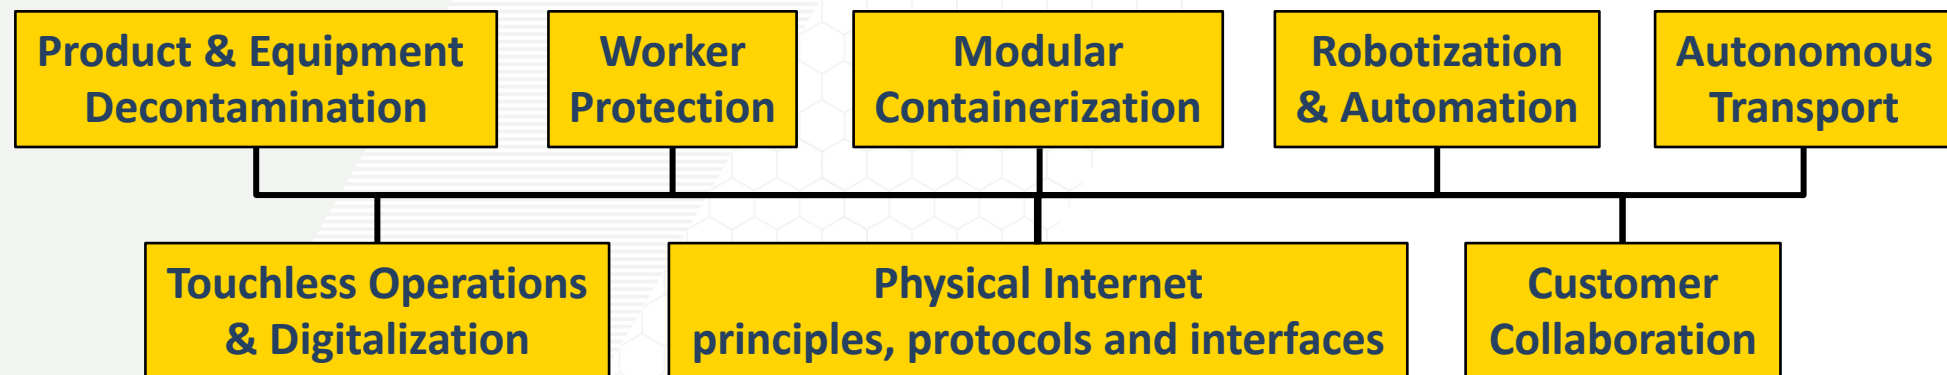 Product & Equipment
Decontamination
Worker
Protection
Modular
Containerization
Robotization
& Automation
Autonomous
Transport
Touchless Operations
& Digitalization
Physical Internet
principles, protocols and interfaces
Customer
Collaboration